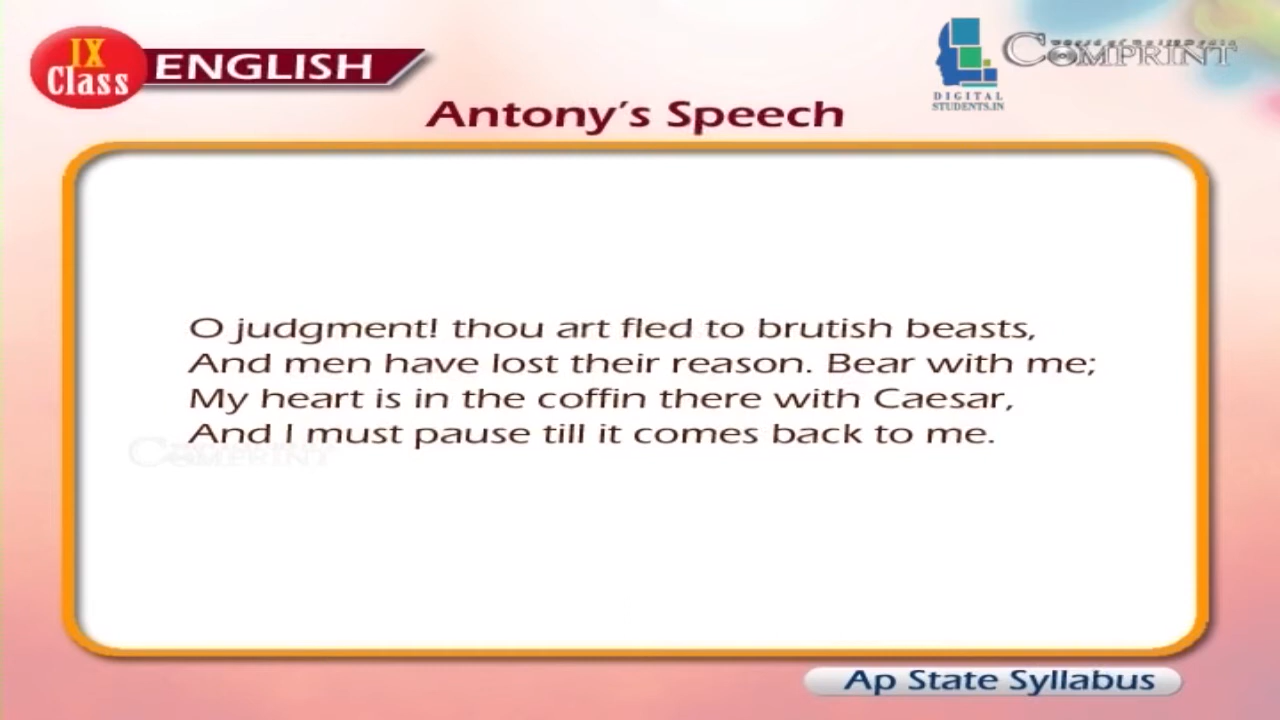 IX
Class
ENGLISH
DIGITAL
STUDENTS.IN
COMPRINT
Antony's Speech
O judgment! thou art fled to brutish beasts,
And men have lost their reason. Bear with me;
My heart is in the coffin there with Caesar,
And I must pause till it comes back to me.
COMPRINT
Ap State Syllabus